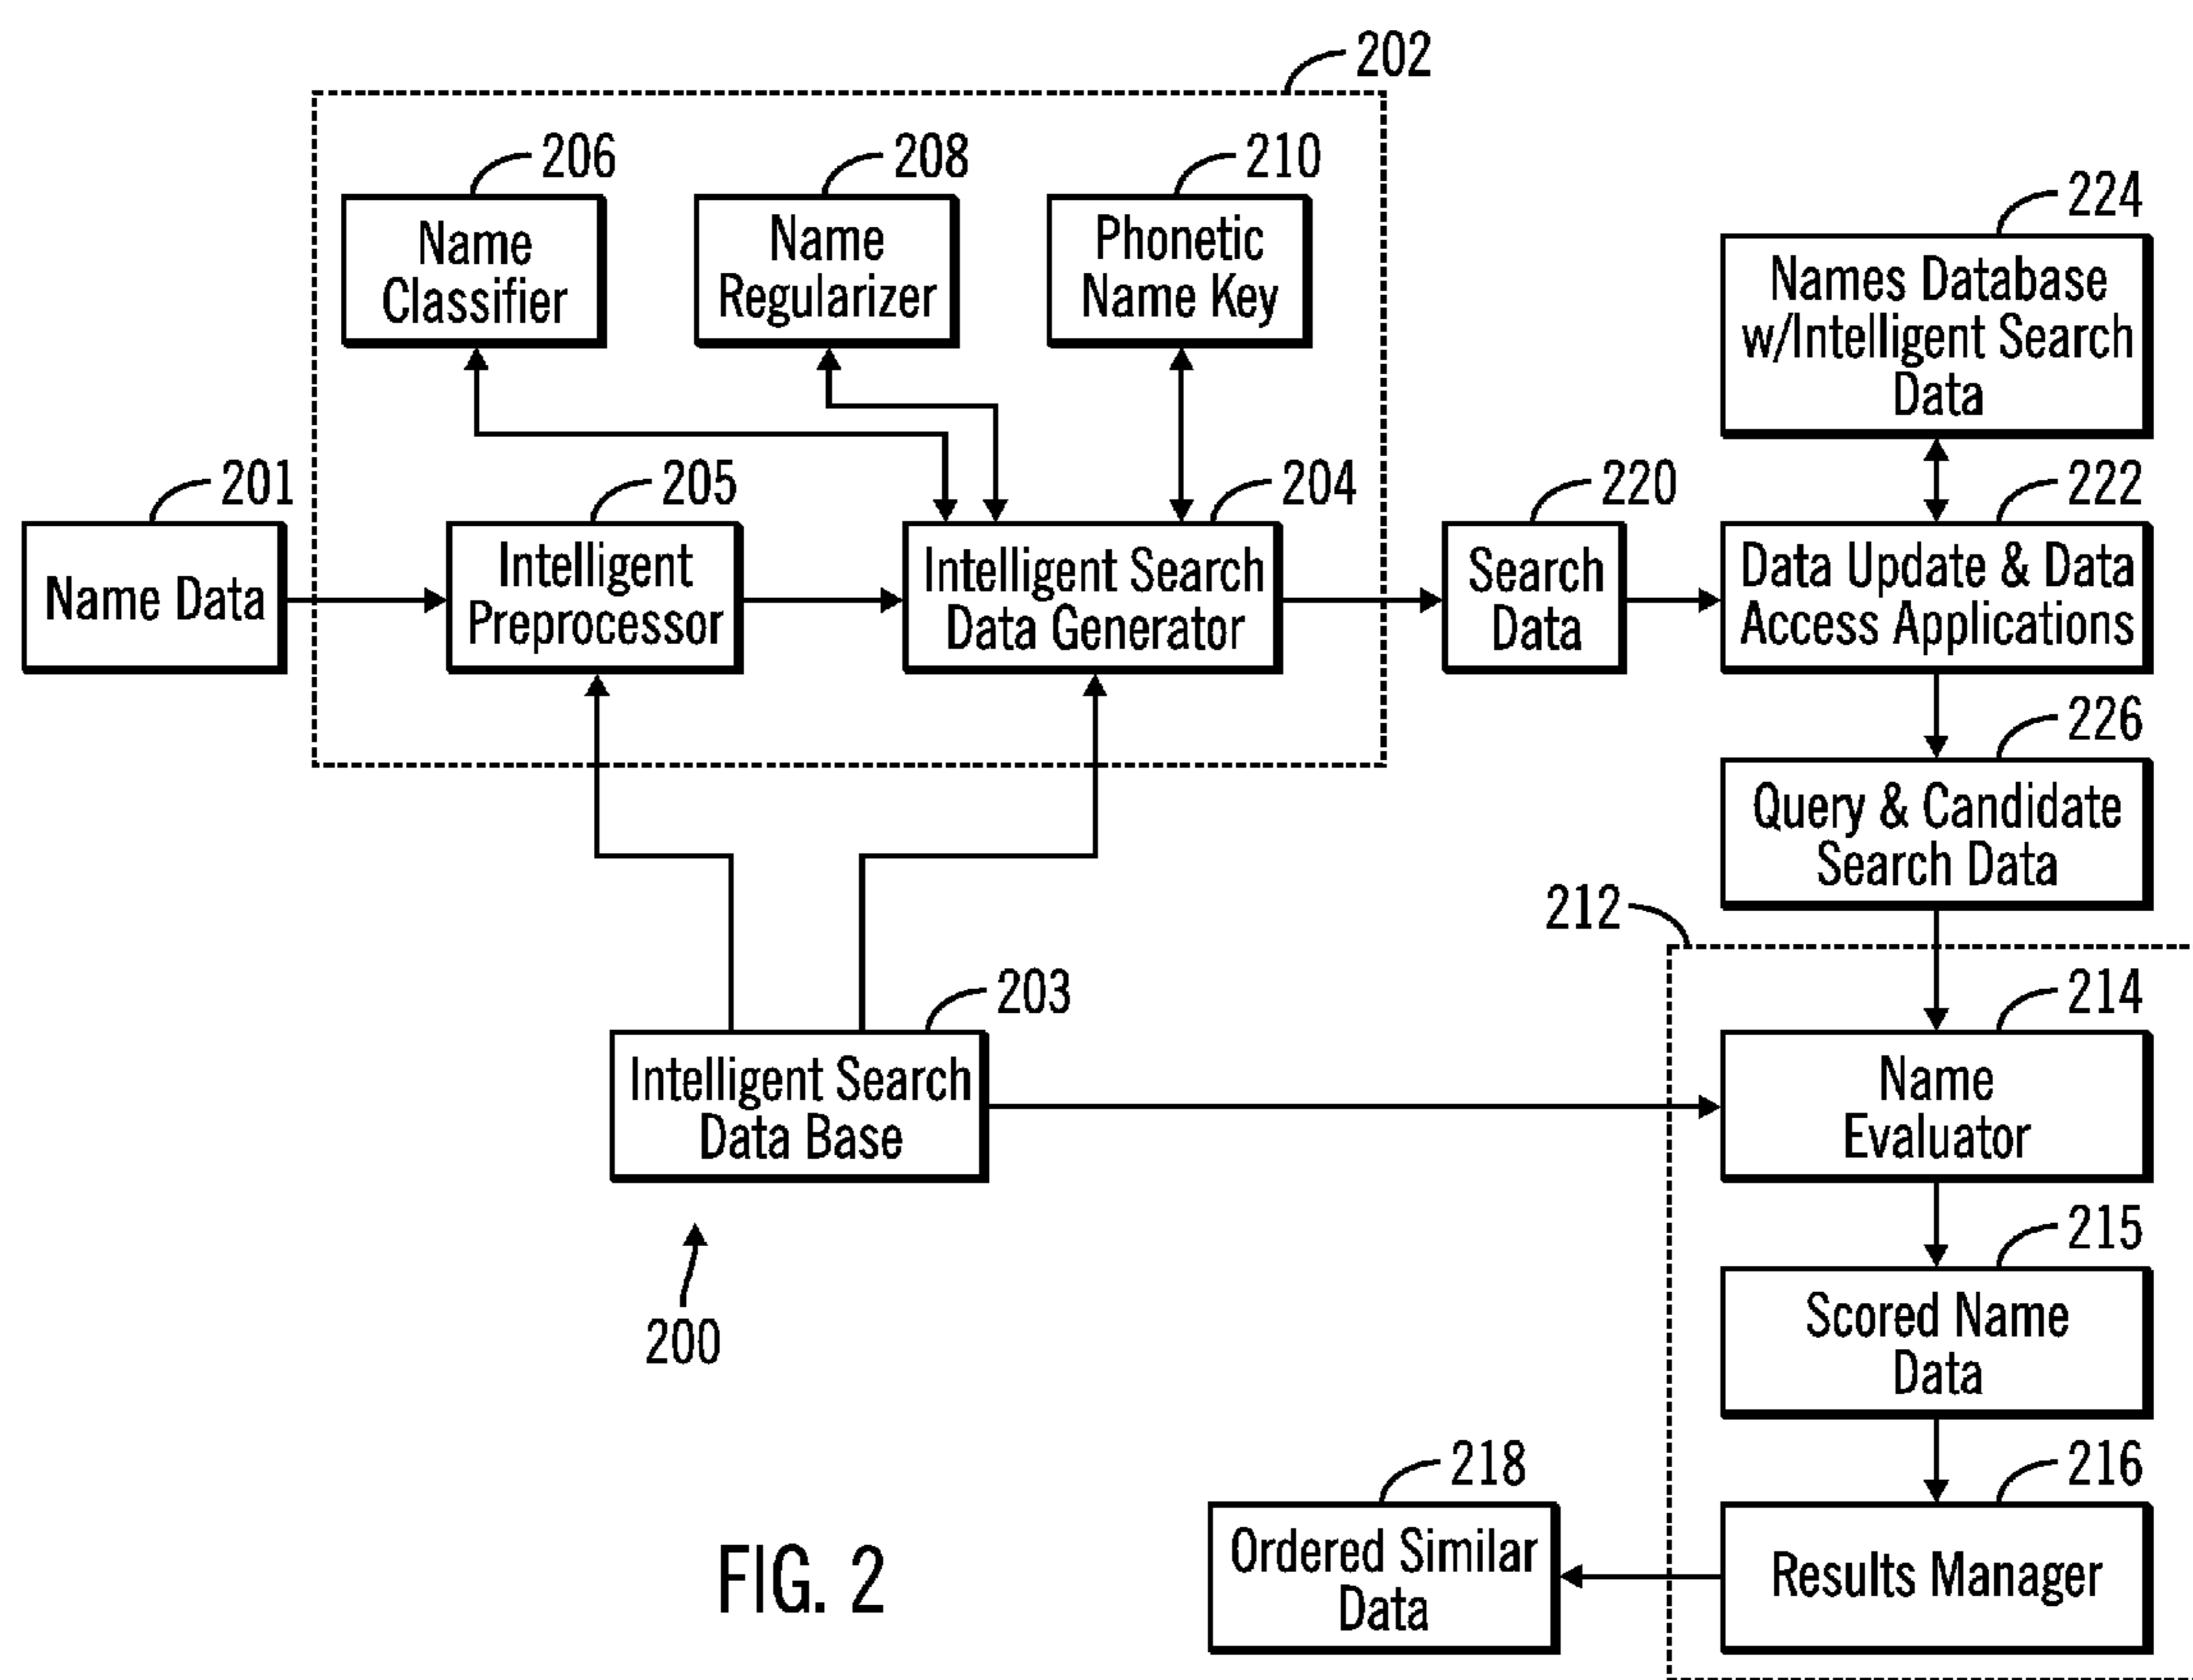 202
206
208
210
Name
Classifier
Name
Regularizer
Phonetic
Name Key
224
Names Database
w/Intelligent Search
Data
201
205
204
220
222
Name Data
Intelligent
Preprocessor
Intelligent Search
Data Generator
Search
Data
Data Update & Data
Access Applications
226
Query & Candidate
Search Data
212
203
214
Intelligent Search
Data Base
Name
Evaluator
200
215
Scored Name
Data
218
216
Ordered Similar
Data
Results Manager
FIG. 2